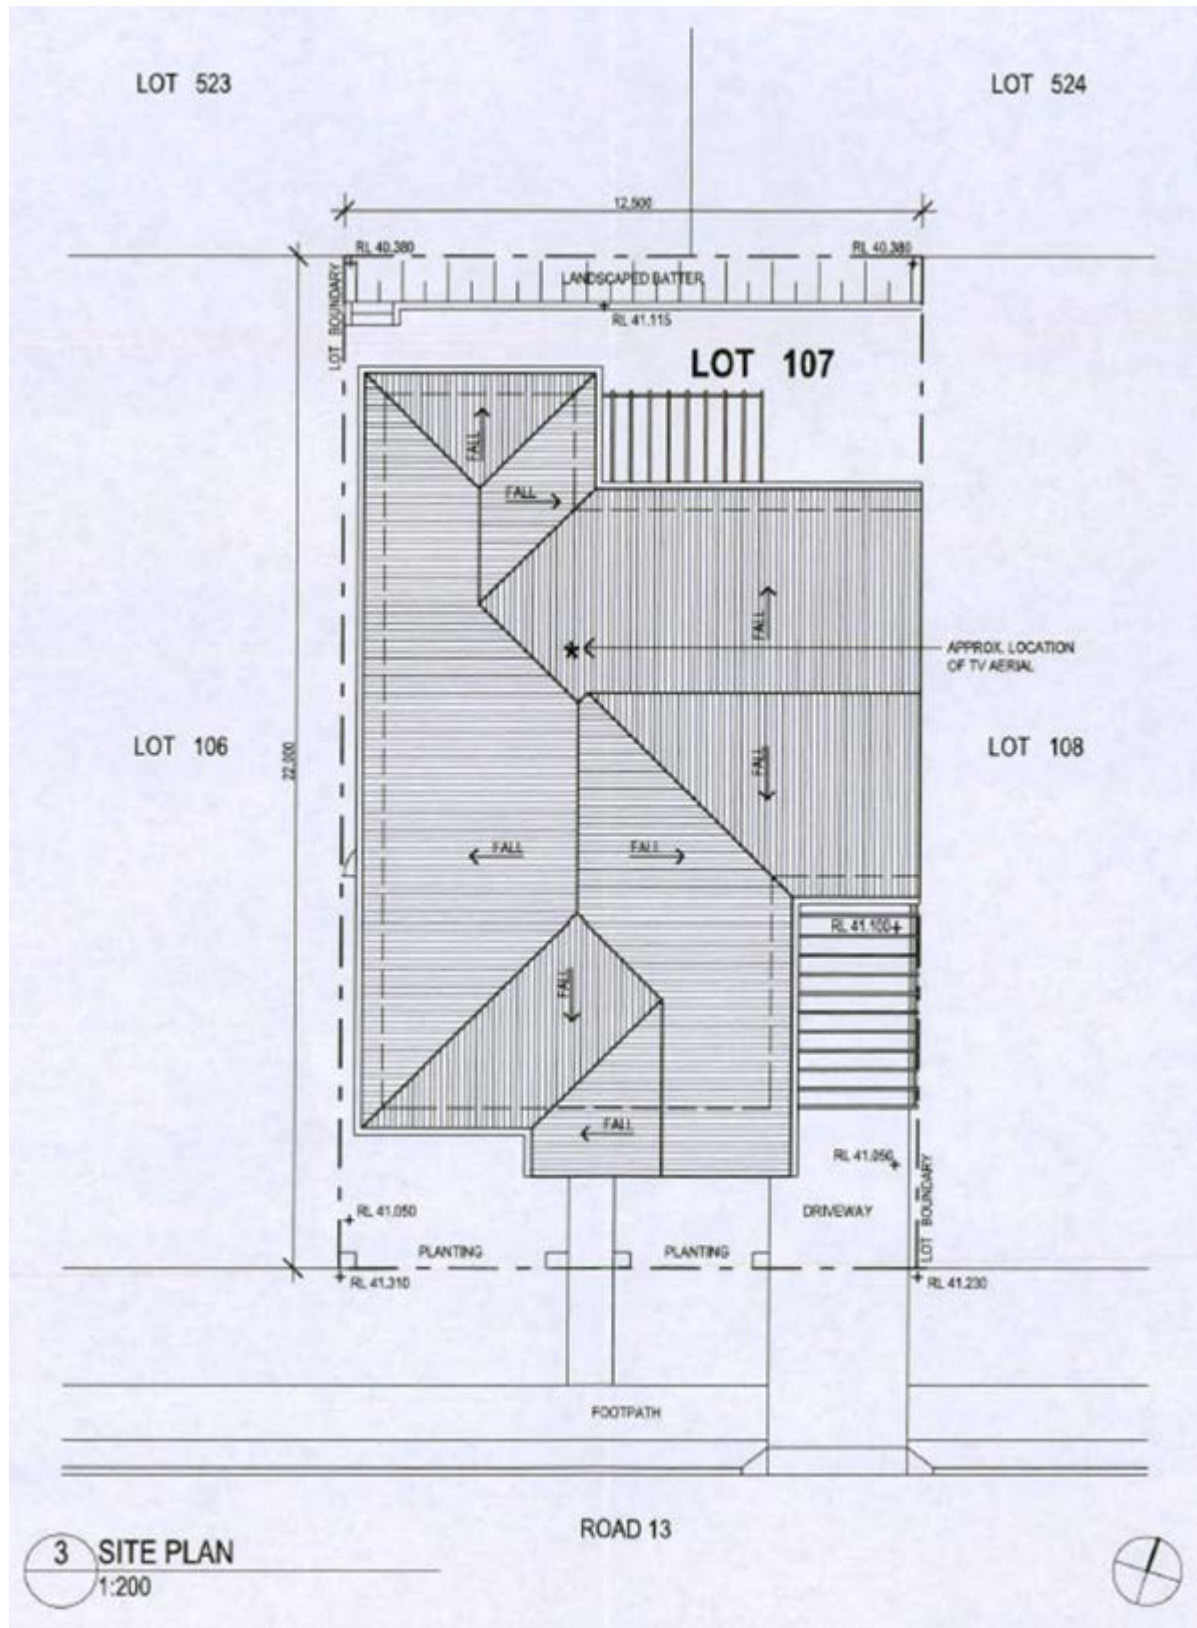 LOT 523
LOT 524
12,500
RL 40.380
RL 40.380
LANDSCAPED BATTER
LOT BOUNDARY
RL 41.115
LOT 107
FALL
FALL
FALL
APPROX. LOCATION
OF TV AERIAL
LOT 106
LOT 108
22,000
FALL
FALL
FALL
RL 41.100
FALL
FALL
RL 41.050
LOT BOUNDARY
RL 41.050
DRIVEWAY
PLANTING
PLANTING
RL 41.310
RL 41.230
FOOTPATH
ROAD 13
3
SITE PLAN
1:200